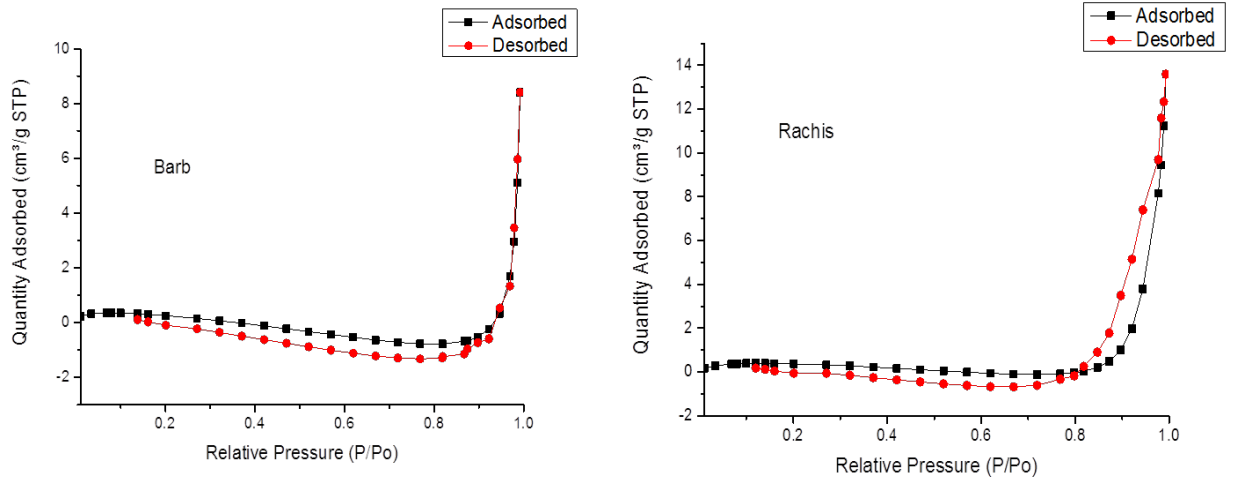 Adsorbed
Desorbed
10
8
6
4
2
0
-2
Quantity Adsorbed (cm³/g STP)
Barb
0.2
0.4
0.6
0.8
1.0
Relative Pressure (P/Po)
Adsorbed
Desorbed
14
12
10
8
6
4
2
0
-2
Quantity Adsorbed (cm³/g STP)
Rachis
0.2
0.4
0.6
0.8
1.0
Relative Pressure (P/Po)